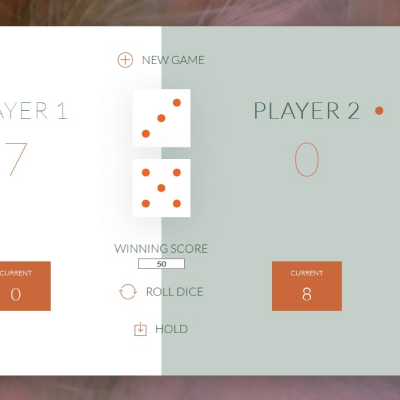 NEW GAME
AYER 1
PLAYER 2
7
0
WINNING SCORE
50
CURRENT
0
CURRENT
8
ROLL DICE
HOLD